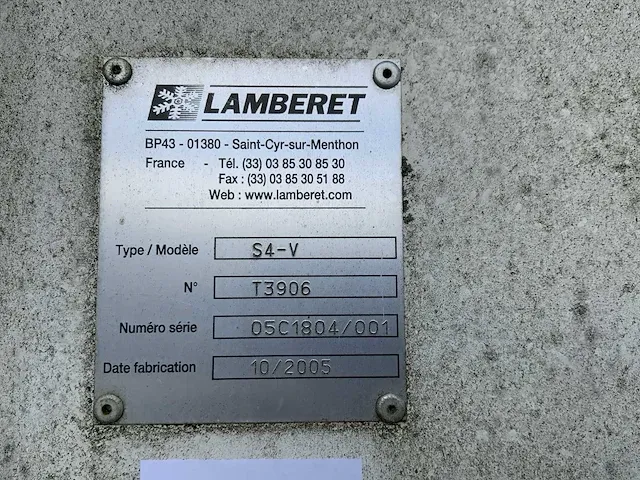 LAMBERET
BP43 - 01380 - Saint-Cyr-sur-Menthon
France - Tél. (33) 03 85 30 85 30
Fax : (33) 03 85 30 51 88
Web : www.lamberet.com
Type / Modèle S4-V
N° T3906
Numéro série 05C1804/001
Date fabrication 10/2005